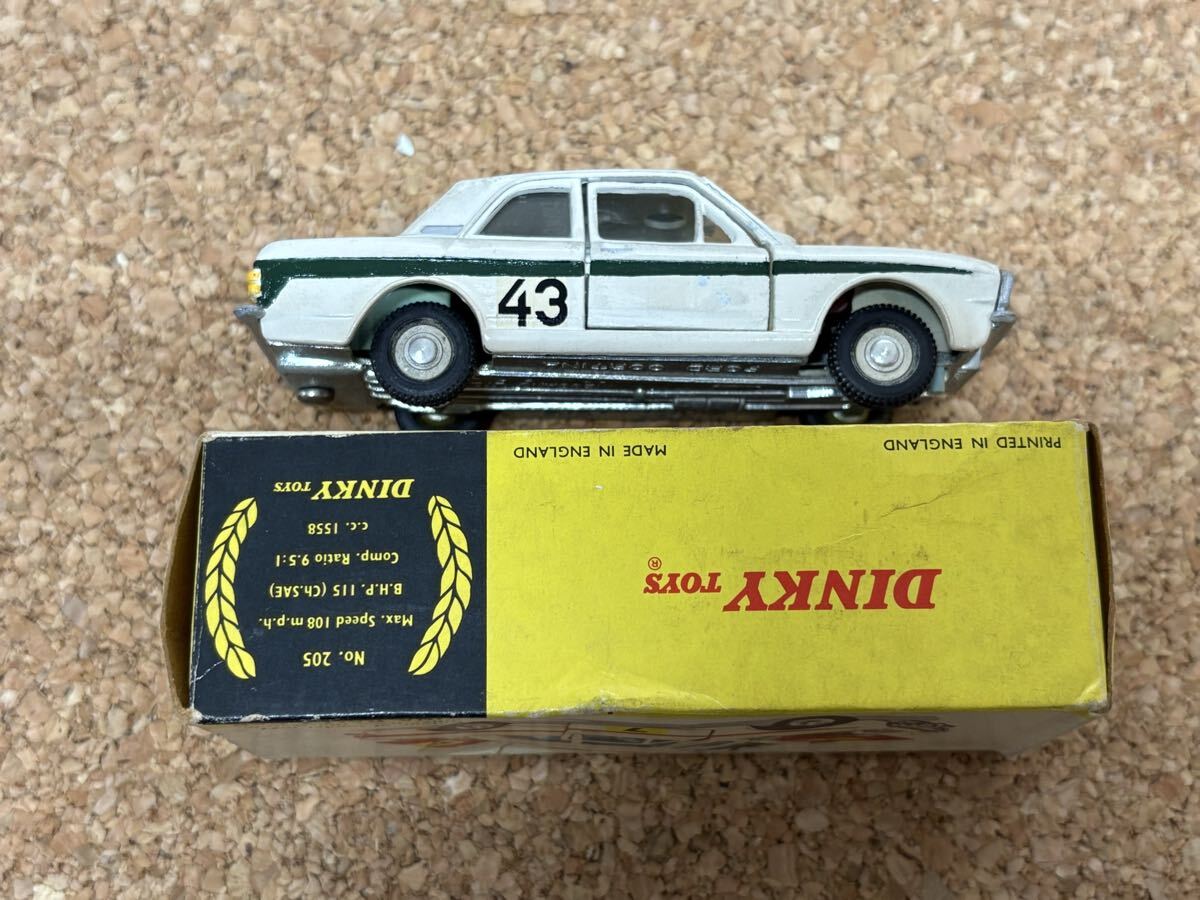 43
FORD CORTINA
PRINTED IN ENGLAND
MADE IN ENGLAND
DINKY TOYS®
No. 205
Max. Speed 108 m.p.h.
B.H.P. 115 (Ch.SAE)
Comp. Ratio 9.5:1
c.c. 1558
DINKY TOYS